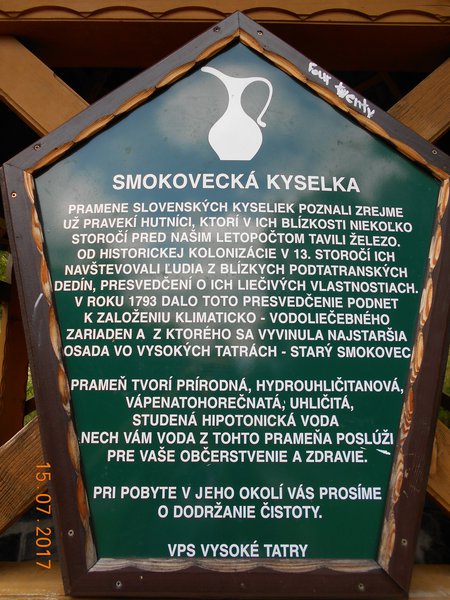 Four twenty
SMOKOVECKÁ KYSELKA
PRAMENE SLOVENSKÝCH KYSELIEK POZNALI ZREJME
UŽ PRAVEKÍ HUTNÍCI, KTORÍ V ICH BLÍZKOSTI NIEKOĽKO
STOROČÍ PRED NAŠIM LETOPOČTOM TAVILI ŽELEZO.
OD HISTORICKEJ KOLONIZÁCIE V 13. STOROČÍ ICH
NAVŠTEVOVALI ĽUDIA Z BLÍZKYCH PODTATRANSKÝCH
DEDÍN, PRESVEDČENÍ O ICH LIEČIVÝCH VLASTNOSTIACH.
V ROKU 1793 DALO TOTO PRESVEDČENIE PODNET
K ZALOŽENIU KLIMATICKO - VODOLIEČEBNÉHO
ZARIADEN A Z KTORÉHO SA VYVINULA NAJSTARŠIA
OSADA VO VYSOKÝCH TATRÁCH - STARÝ SMOKOVEC
PRAMEŇ TVORÍ PRÍRODNÁ, HYDROUHLIČITANOVÁ,
VÁPENATOHOREČNATÁ, UHLIČITÁ,
STUDENÁ HIPOTONICKÁ VODA
NECH VÁM VODA Z TOHTO PRAMEŇA POSLÚŽI
PRE VAŠE OBČERSTVENIE A ZDRAVIE.
PRI POBYTE V JEHO OKOLÍ VÁS PROSÍME
O DODRŽANIE ČISTOTY.
VPS VYSOKÉ TATRY
15.07.2017